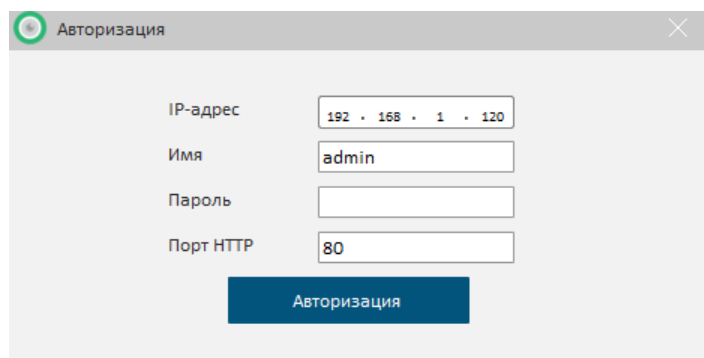 Авторизация
IP-адрес 192 . 168 . 1 . 120
Имя admin
Пароль
Порт HTTP 80
Авторизация